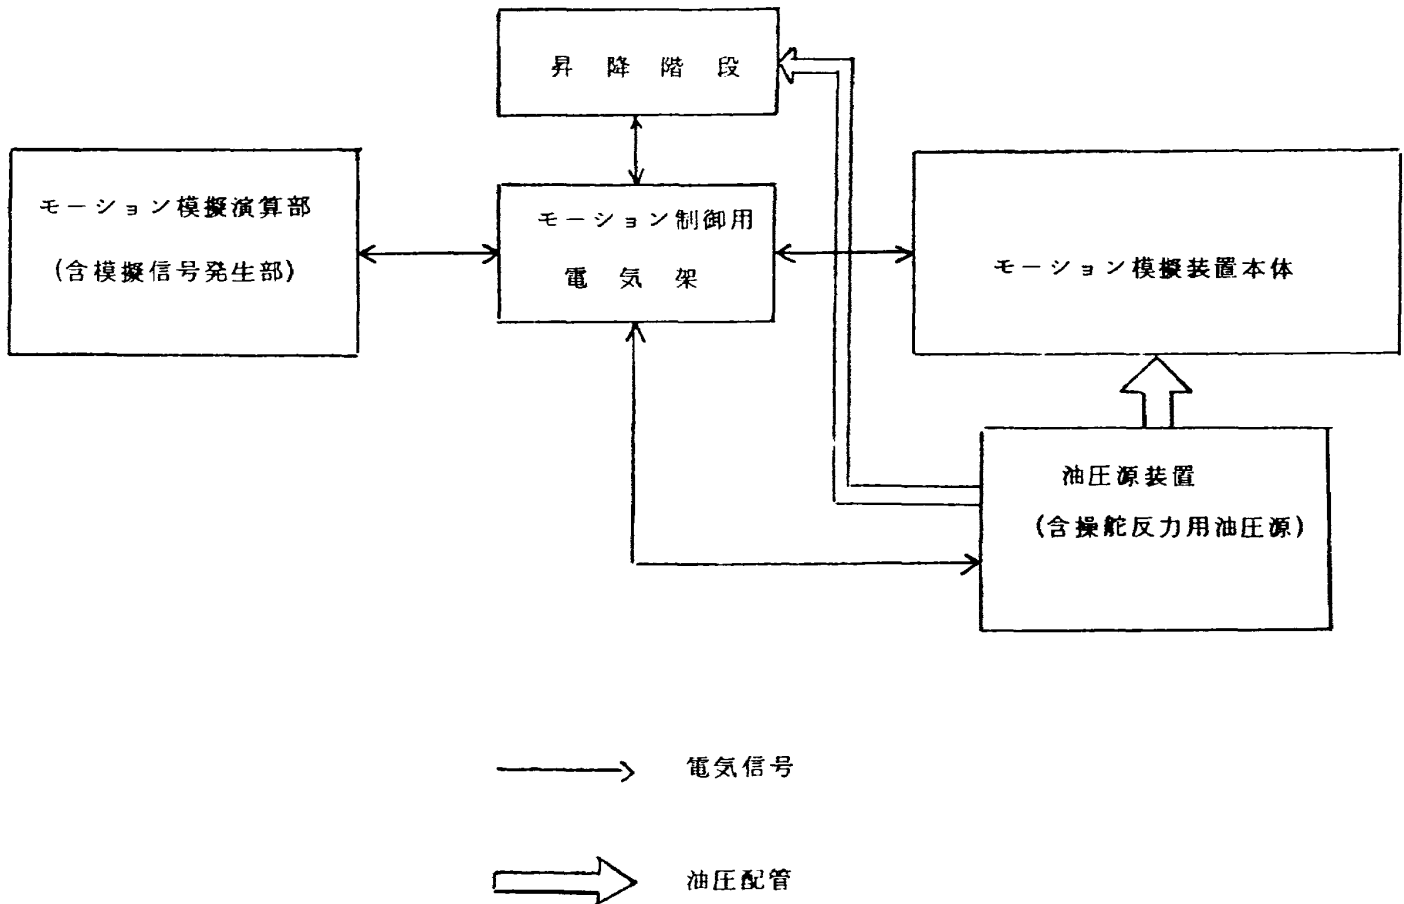 昇降階段
モーション模擬演算部
(含模擬信号発生部)
モーション制御用
電気架
モーション模擬装置本体
油圧源装置
(含操舵反力用油圧源)
電気信号
油圧配管